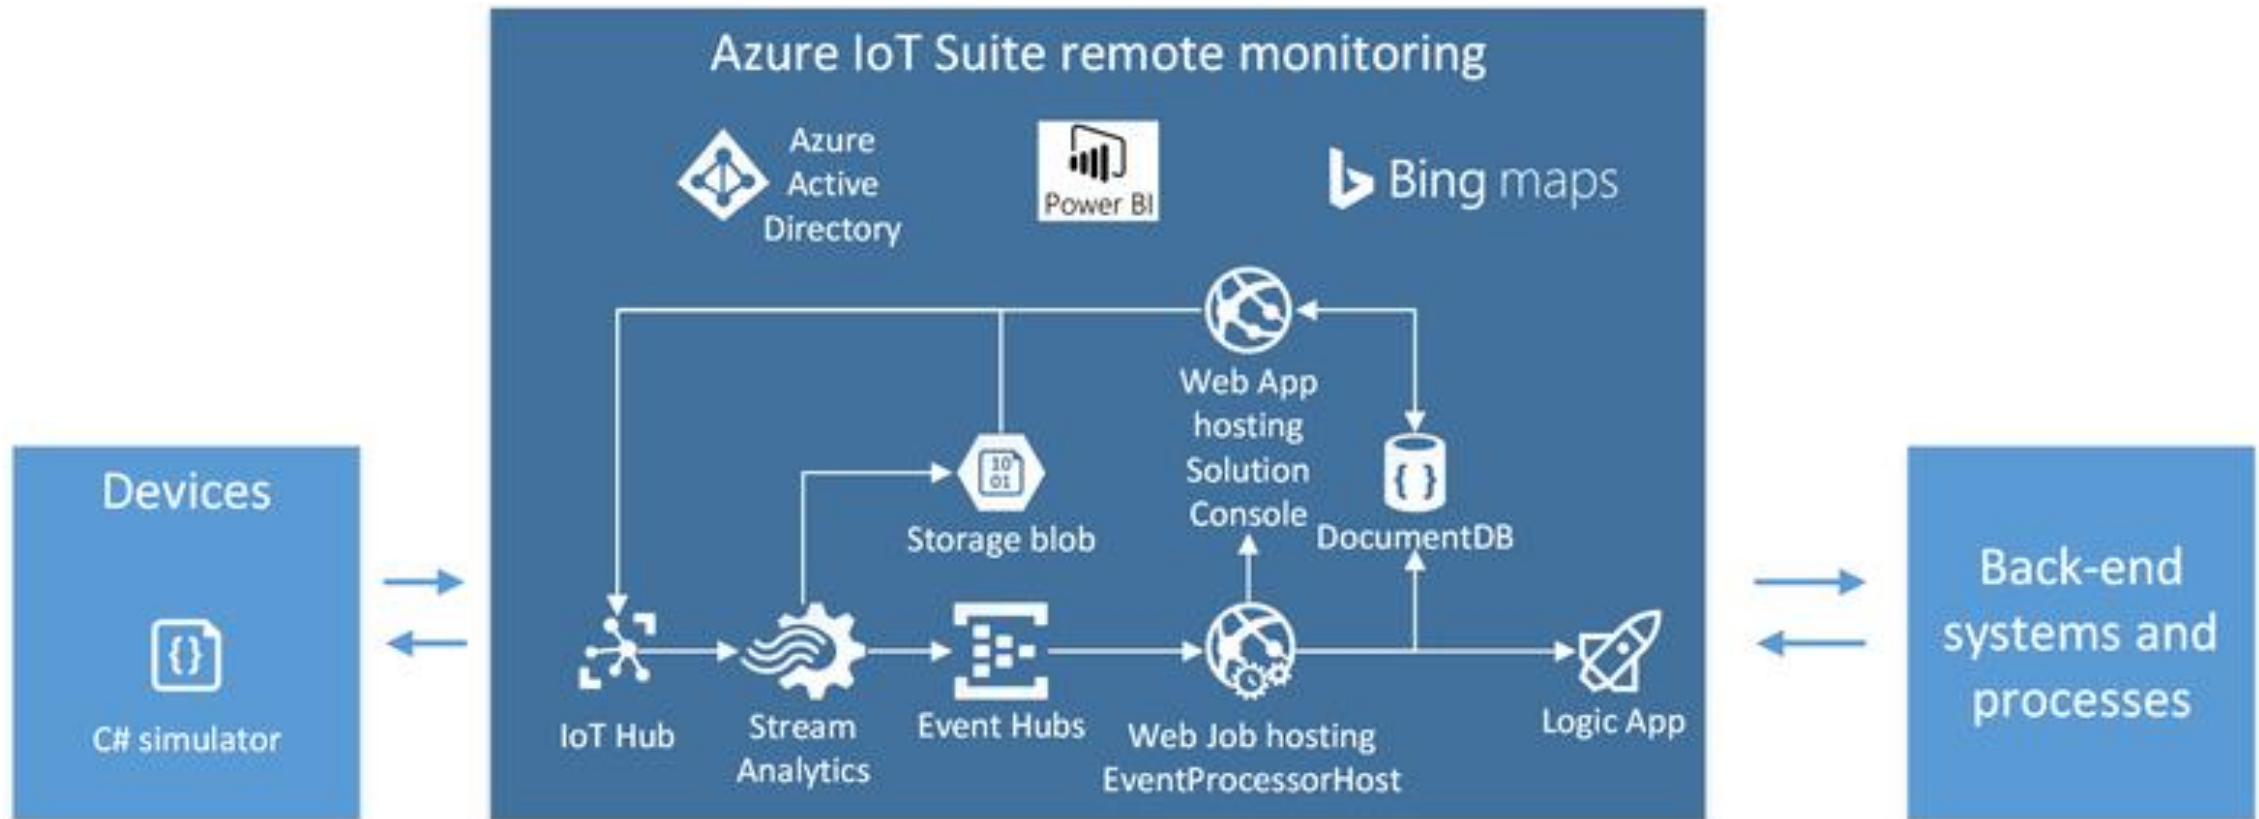 Azure IoT Suite remote monitoring
Azure
Active
Directory
Power BI
Bing maps
Web App
hosting
Solution
Console
Devices
{}
C# simulator
10
01
Storage blob
{ }
DocumentDB
IoT Hub
Stream
Analytics
Event Hubs
Web Job hosting
EventProcessorHost
Logic App
Back-end
systems and
processes